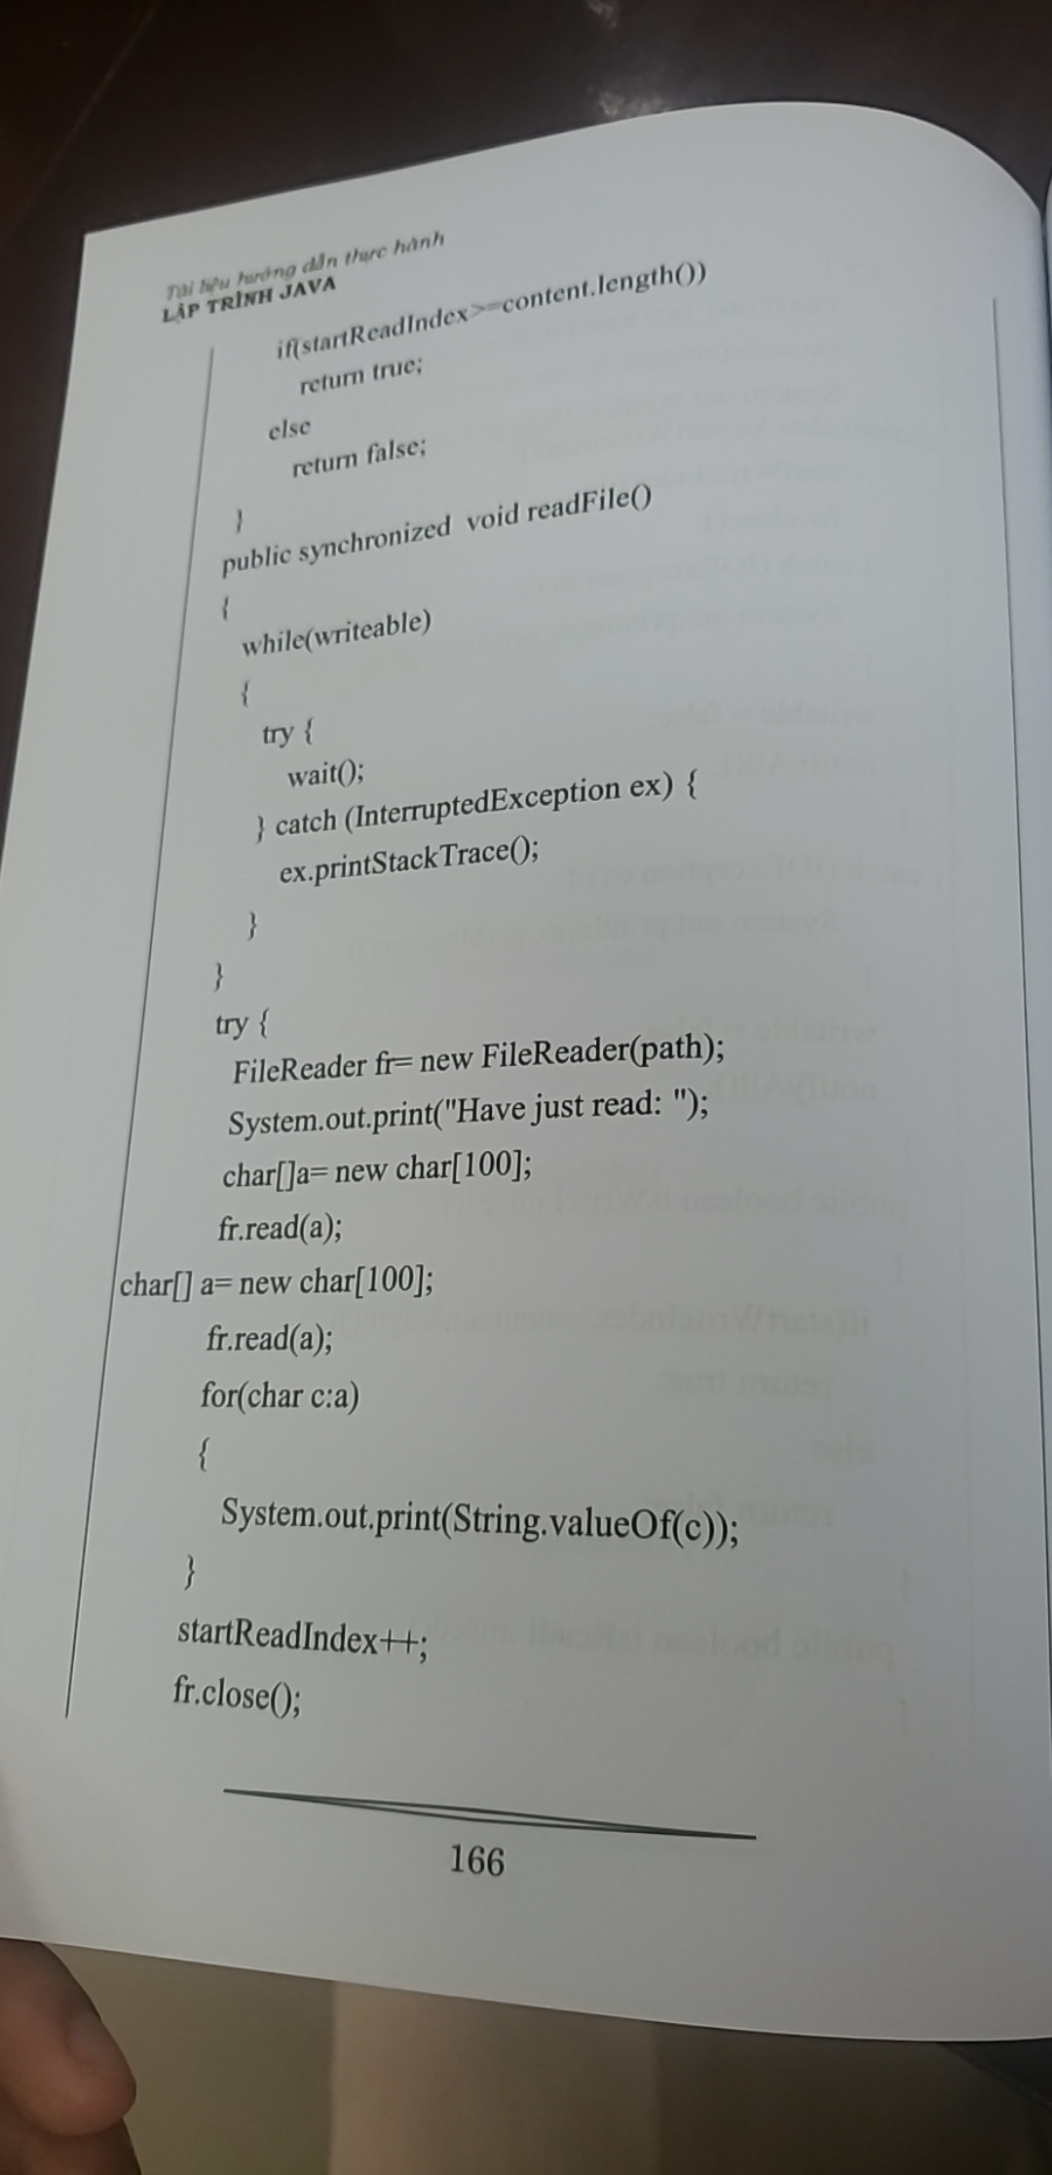 Tài liệu hướng dẫn thực hành
LẬP TRÌNH JAVA
if(startReadIndex>=content.length())
return true;
else
return false;
}
public synchronized void readFile()
{
while(writeable)
{
try {
wait();
} catch (InterruptedException ex) {
ex.printStackTrace();
}
}
try {
FileReader fr= new FileReader(path);
System.out.print("Have just read: ");
char[]a= new char[100];
fr.read(a);
char[] a= new char[100];
fr.read(a);
for(char c:a)
{
System.out.print(String.valueOf(c));
}
startReadIndex++;
fr.close();
166